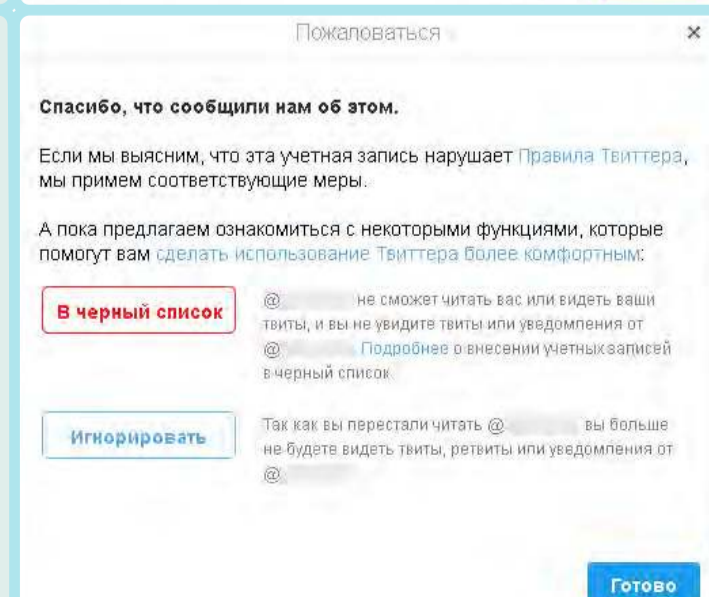 Пожаловаться ×
Спасибо, что сообщили нам об этом.
Если мы выясним, что эта учетная запись нарушает Правила Твиттера,
мы примем соответствующие меры.
А пока предлагаем ознакомиться с некоторыми функциями, которые
помогут вам сделать использование Твиттера более комфортным:
В черный список
@ не сможет читать вас или видеть ваши
твиты, и вы не увидите твиты или уведомления от
@ Подробнее о внесении учетных записей
в черный список.
Игнорировать
Так как вы перестали читать @ вы больше
не будете видеть твиты, ретвиты или уведомления от
@
Готово